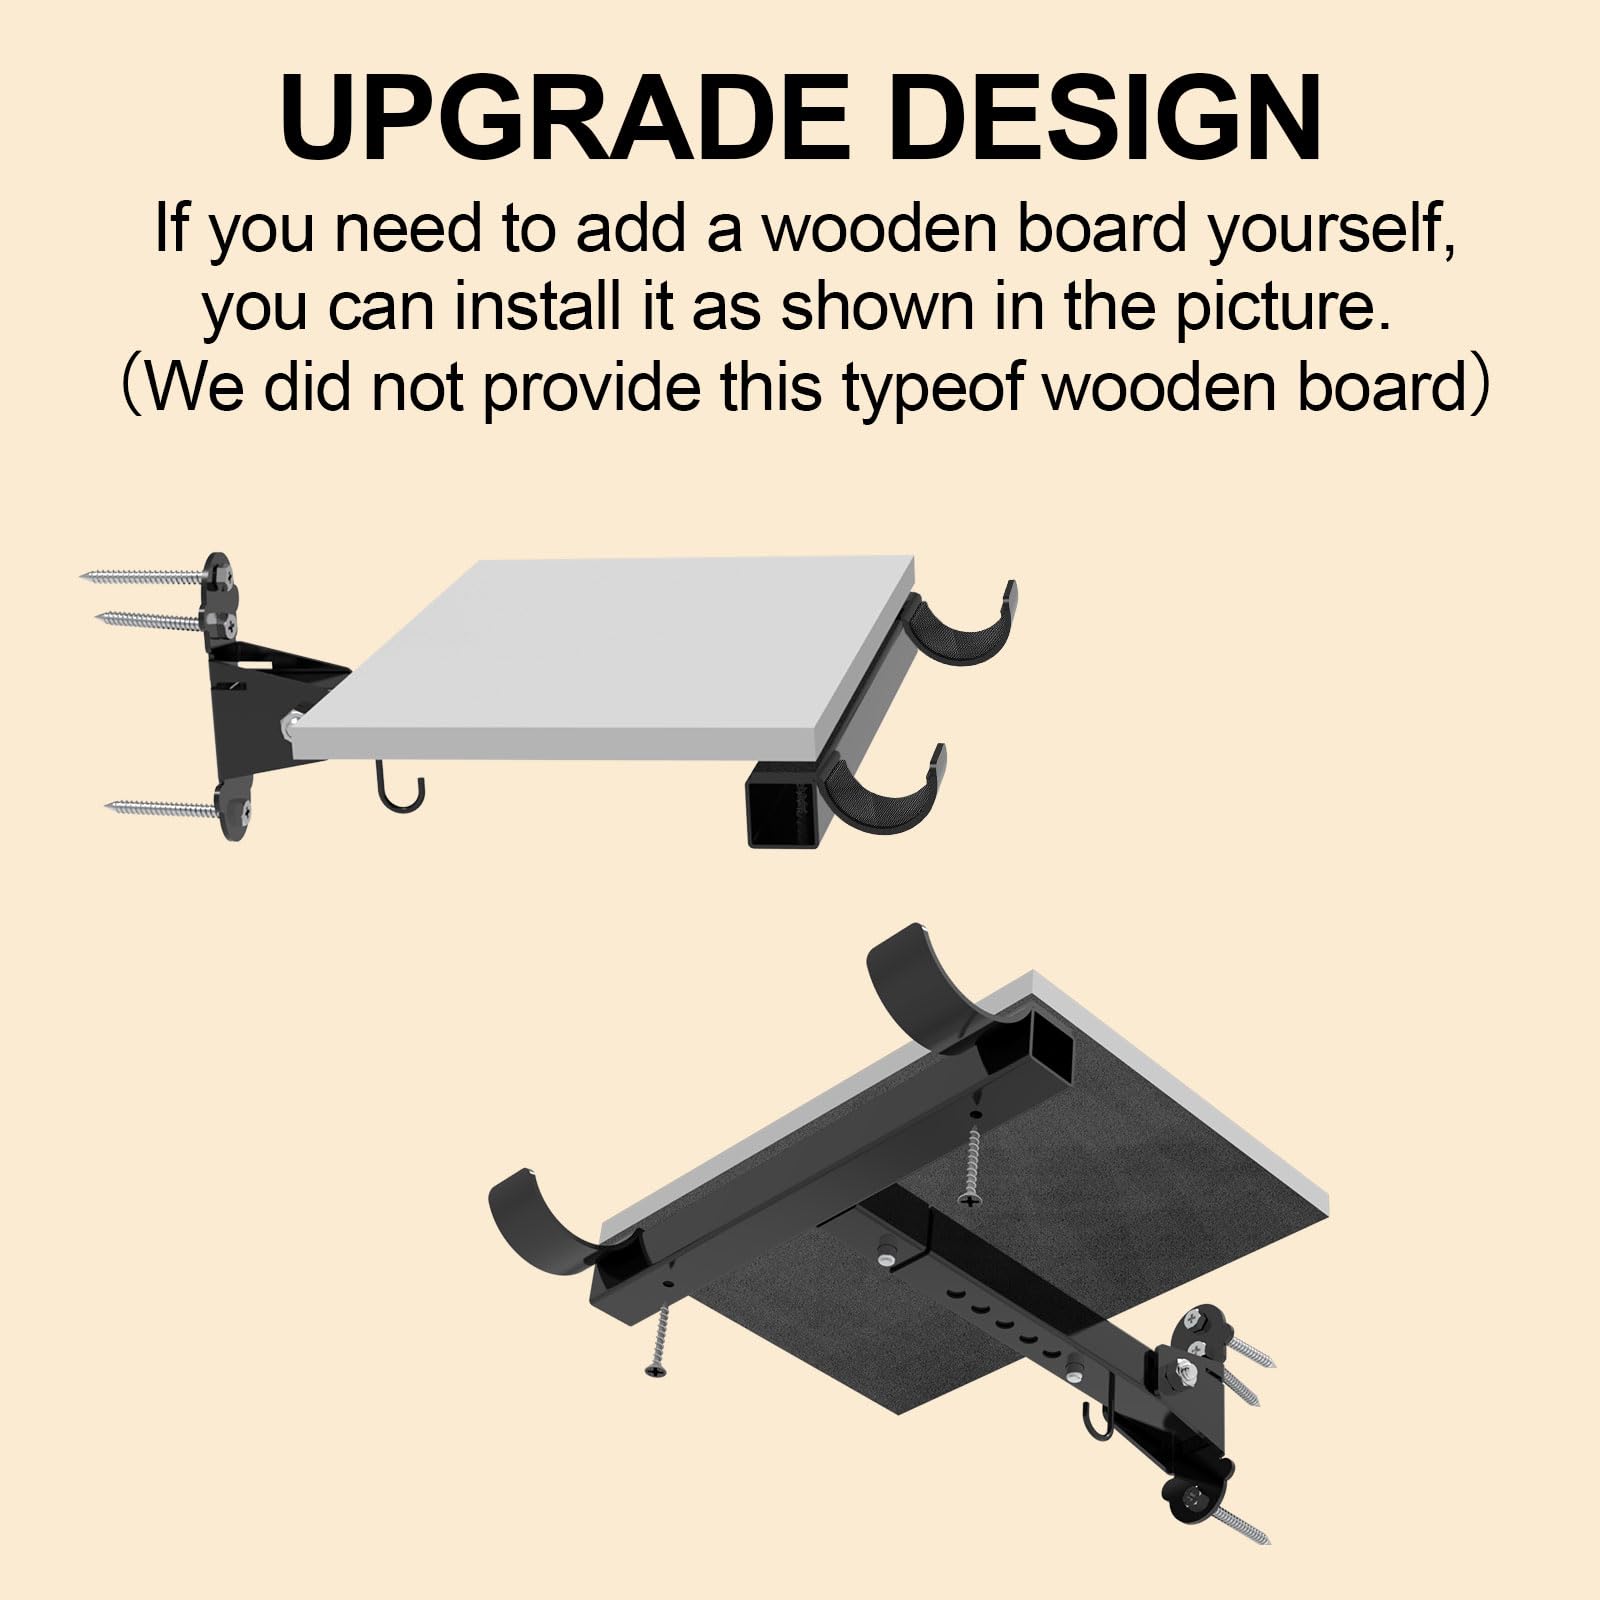 UPGRADE DESIGN
If you need to add a wooden board yourself,
you can install it as shown in the picture.
（We did not provide this typeof wooden board）